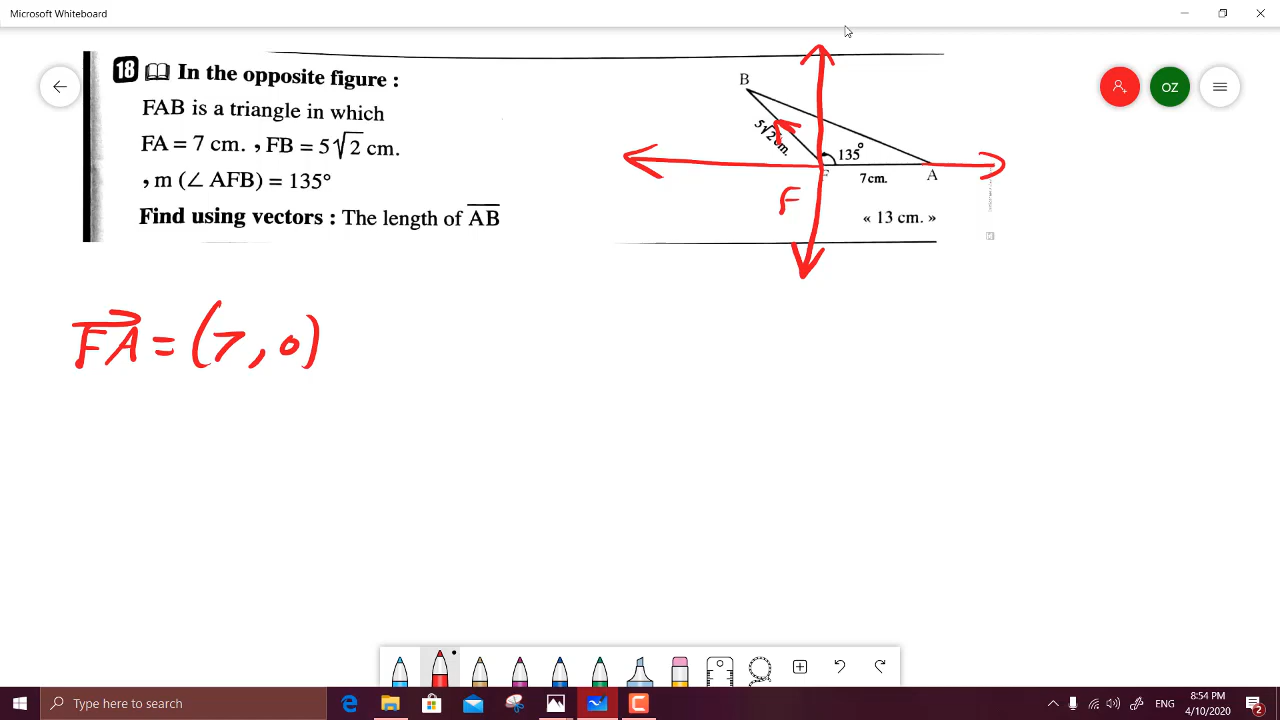 Microsoft Whiteboard
18 In the opposite figure :
FAB is a triangle in which
FA = 7 cm. , FB = 5√2 cm.
, m (∠ AFB) = 135°
Find using vectors : The length of AB
B
5√2 cm.
135°
F
A
7cm.
F
« 13 cm. »
OZ
FA = (7, 0)
Type here to search
ENG
8:54 PM
4/10/2020
2